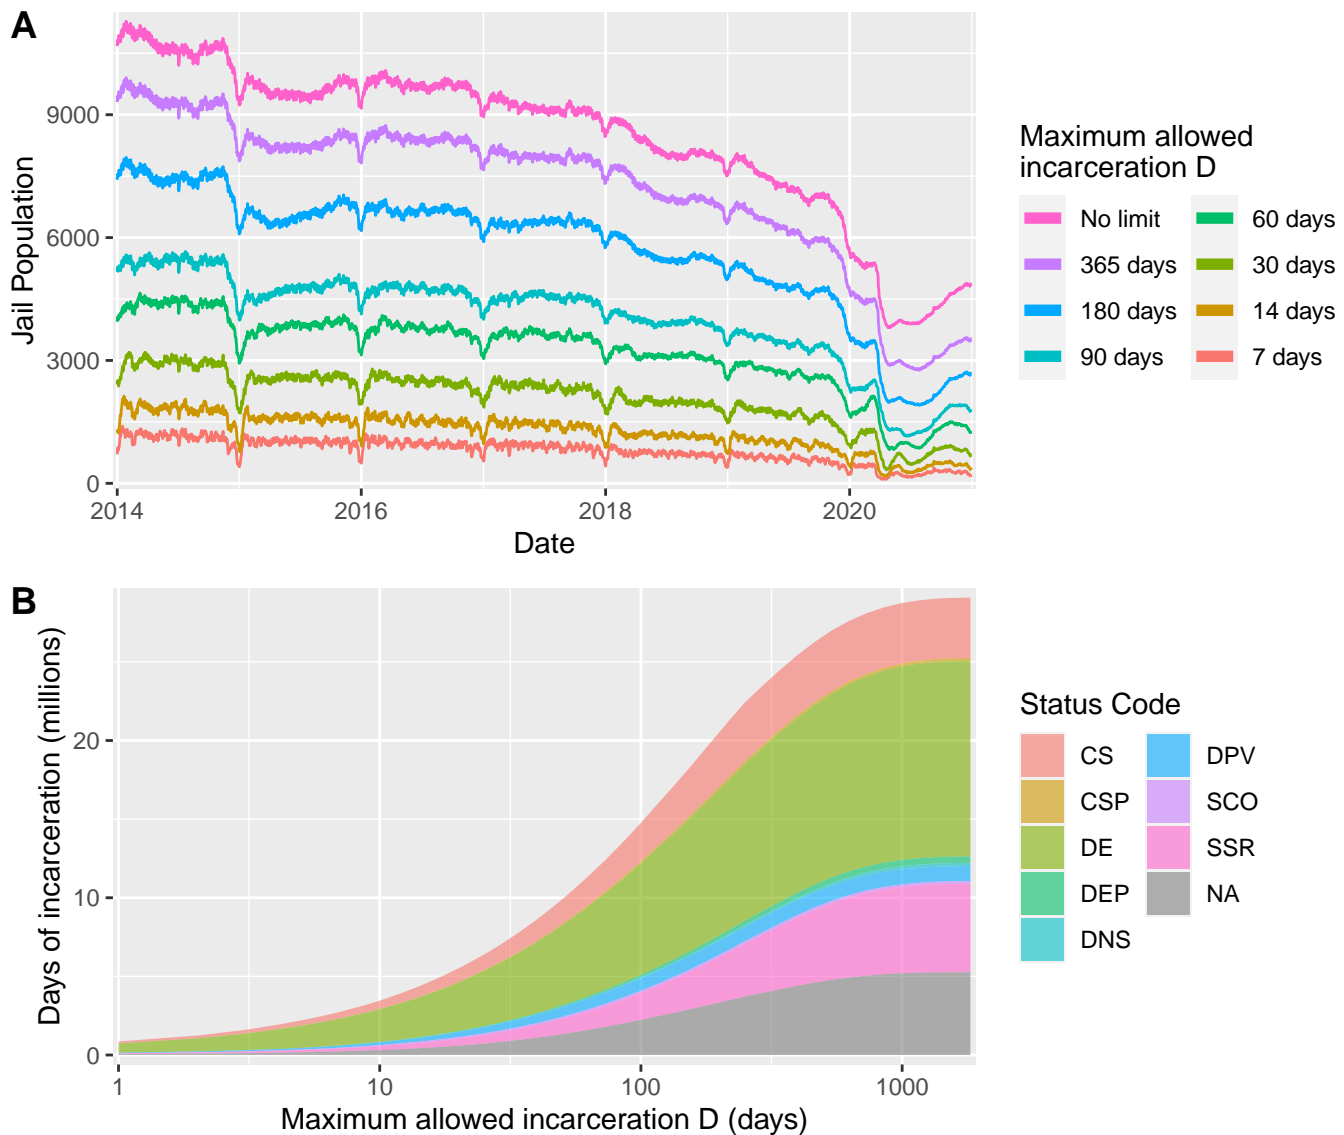 A
Jail Population
9000
6000
3000
0
2014
2016
2018
2020
Date
Maximum allowed
incarceration D
No limit
365 days
180 days
90 days
60 days
30 days
14 days
7 days
B
Days of incarceration (millions)
20
10
0
1
10
100
1000
Maximum allowed incarceration D (days)
Status Code
CS
CSP
DE
DEP
DNS
DPV
SCO
SSR
NA